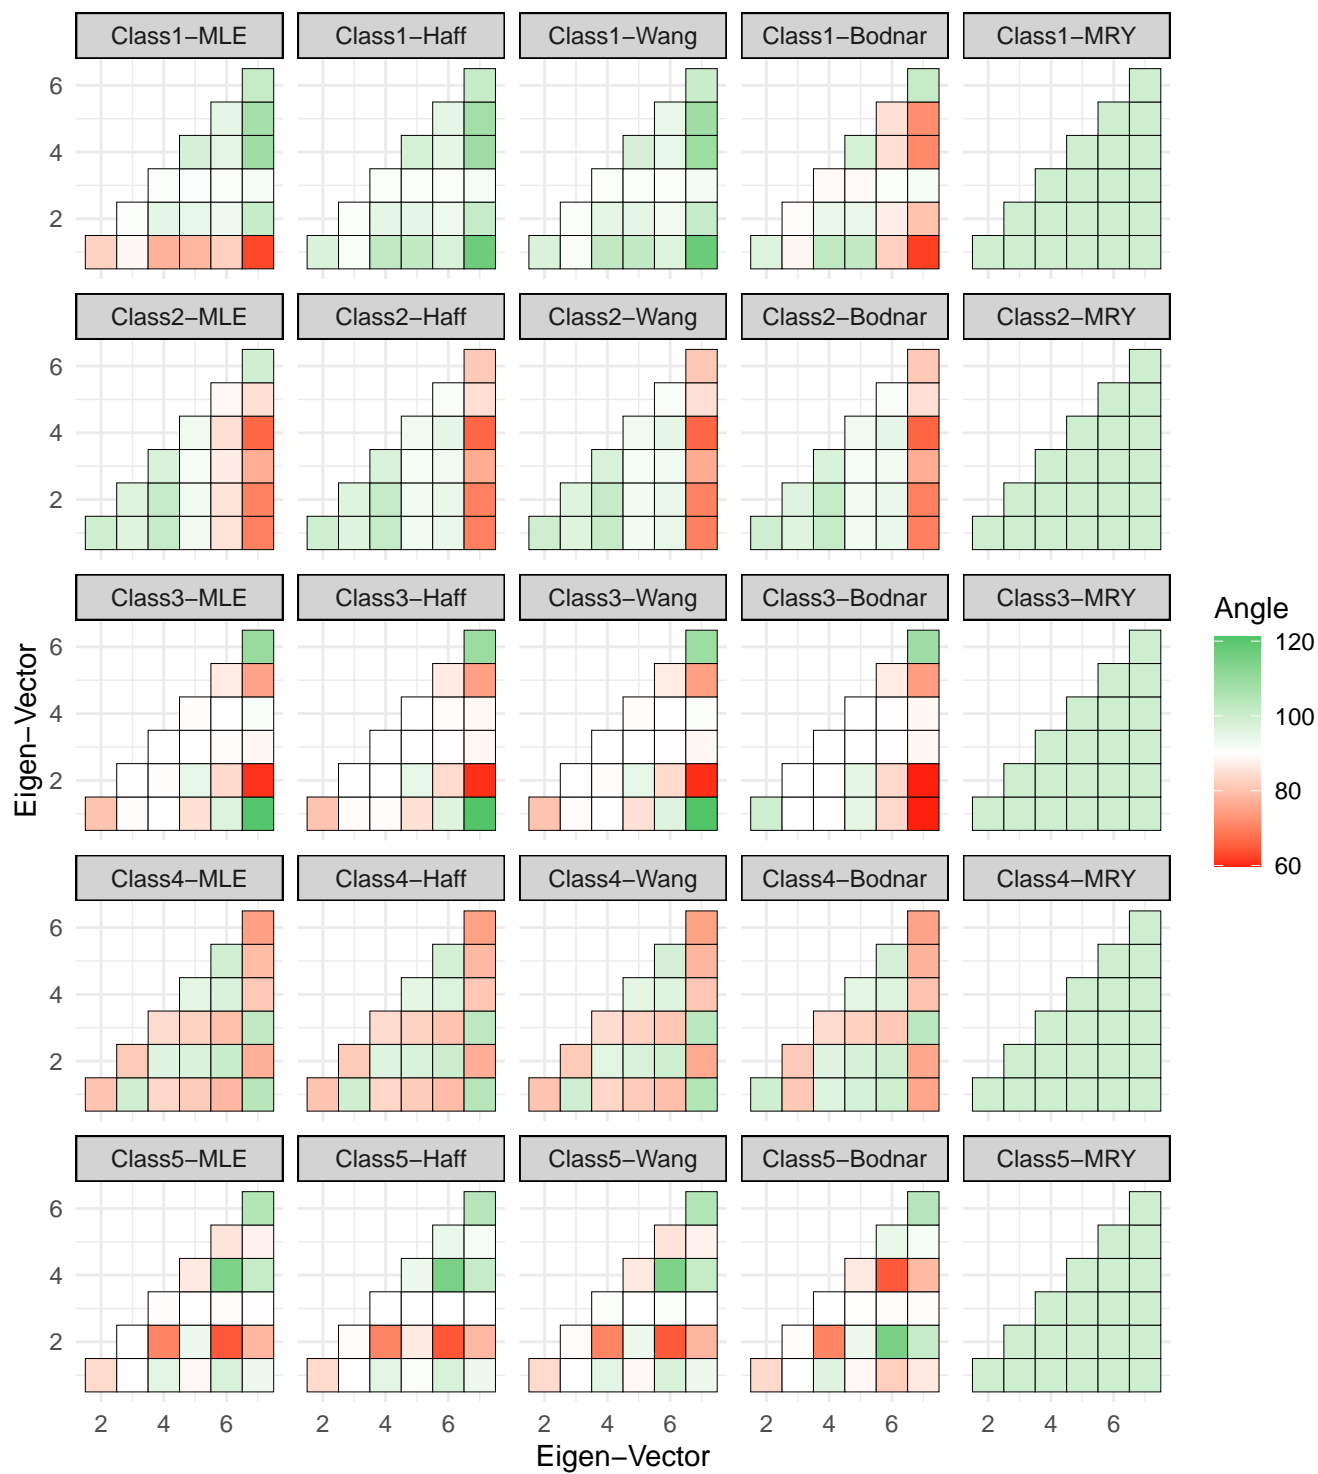 Class1−MLE Class1−Haff Class1−Wang Class1−Bodnar Class1−MRY
6
4
2
Class2−MLE Class2−Haff Class2−Wang Class2−Bodnar Class2−MRY
6
4
2
Class3−MLE Class3−Haff Class3−Wang Class3−Bodnar Class3−MRY
6
4
2
Class4−MLE Class4−Haff Class4−Wang Class4−Bodnar Class4−MRY
6
4
2
Class5−MLE Class5−Haff Class5−Wang Class5−Bodnar Class5−MRY
6
4
2
2 4 6 2 4 6 2 4 6 2 4 6 2 4 6
Eigen−Vector
Eigen−Vector
Angle
120
100
80
60